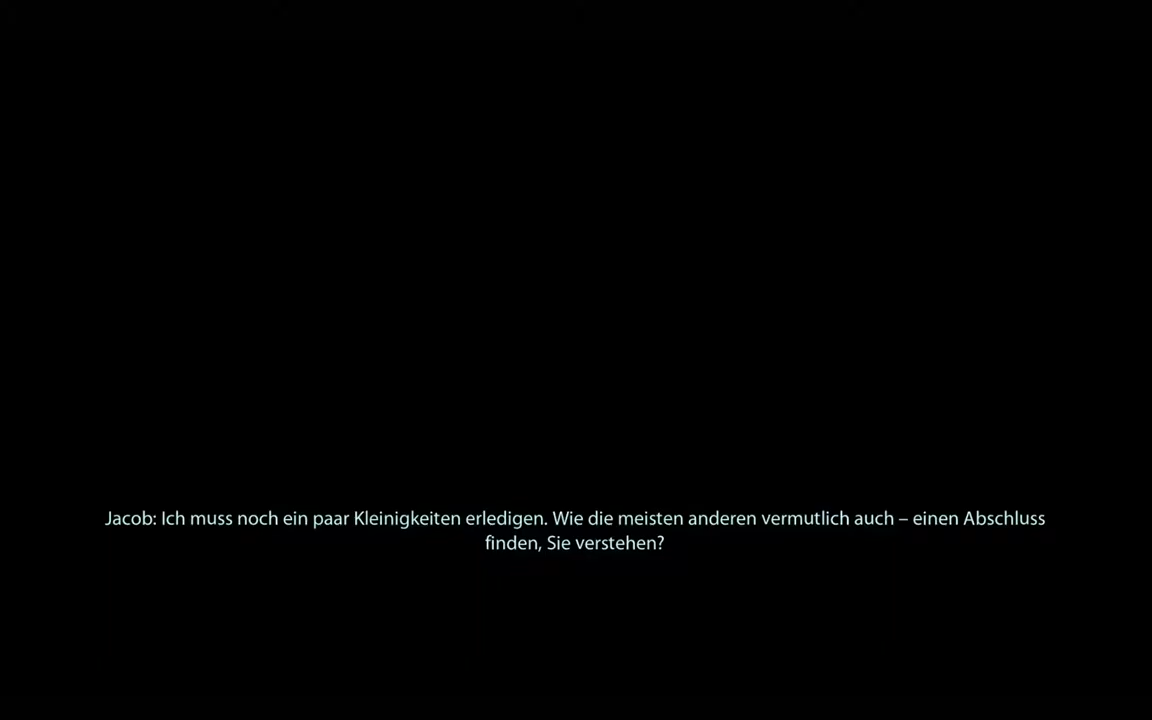 Jacob: Ich muss noch ein paar Kleinigkeiten erledigen. Wie die meisten anderen vermutlich auch – einen Abschluss
finden, Sie verstehen?